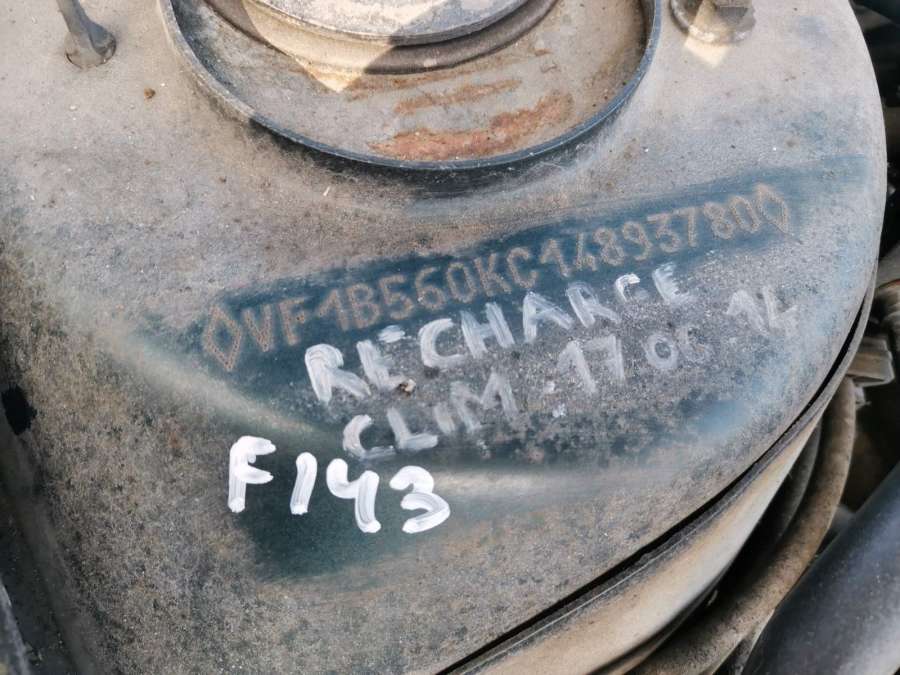 ◊VF1B560KC14893780◊
RECHARGE
CLIM 17 06 14
F143